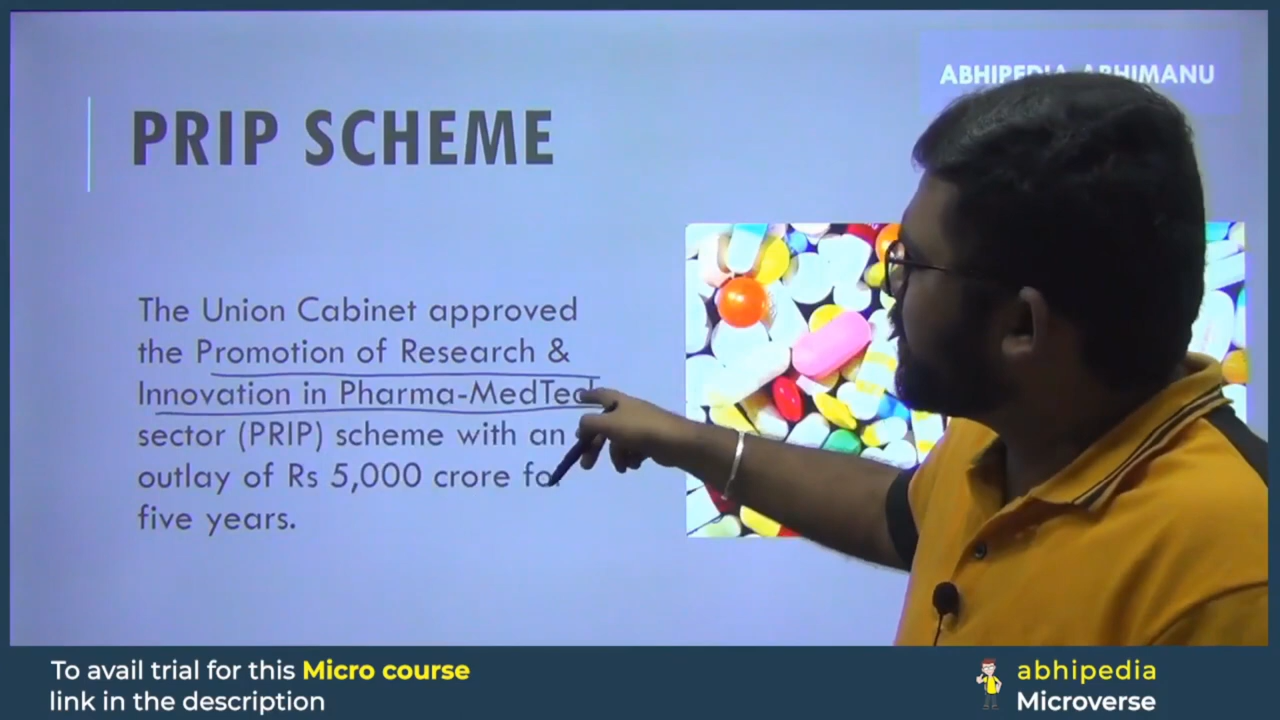 ABHIPEDIA ABHIMANU
PRIP SCHEME
The Union Cabinet approved
the Promotion of Research &
Innovation in Pharma-MedTech
sector (PRIP) scheme with an
outlay of Rs 5,000 crore for
five years.
To avail trial for this Micro course
link in the description
abhipedia
Microverse